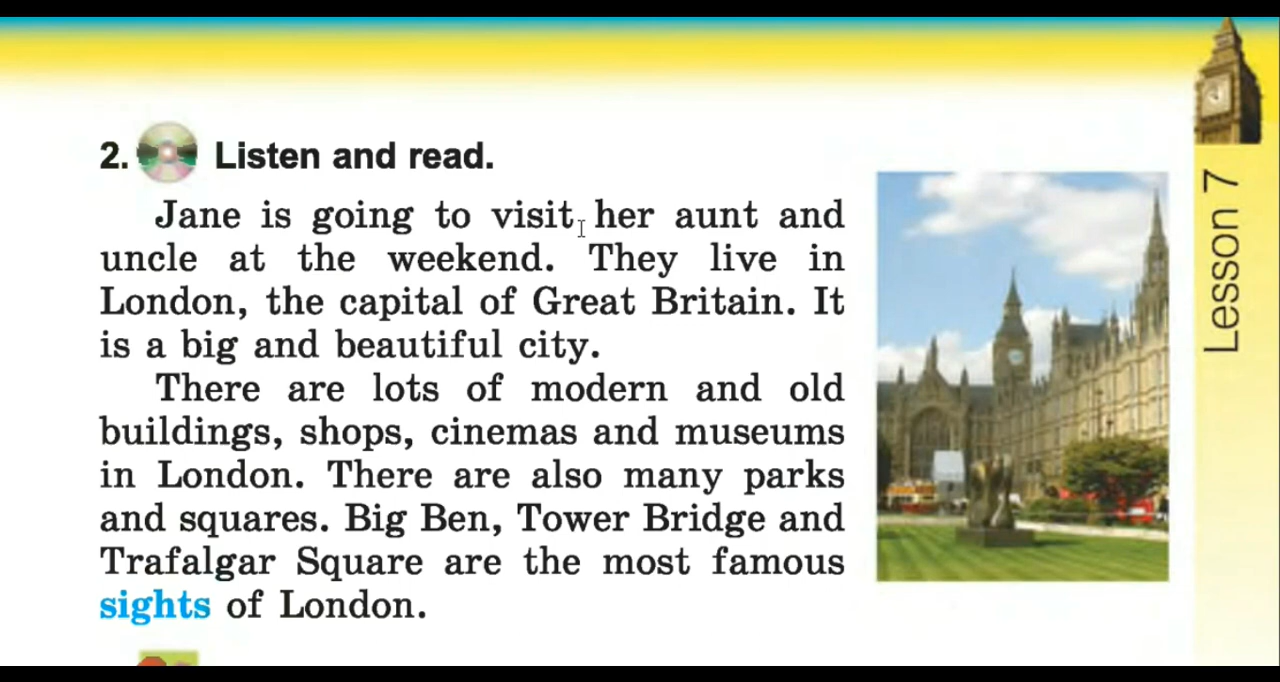 2. Listen and read.
Jane is going to visit her aunt and
uncle at the weekend. They live in
London, the capital of Great Britain. It
is a big and beautiful city.
There are lots of modern and old
buildings, shops, cinemas and museums
in London. There are also many parks
and squares. Big Ben, Tower Bridge and
Trafalgar Square are the most famous
sights of London.
Lesson 7